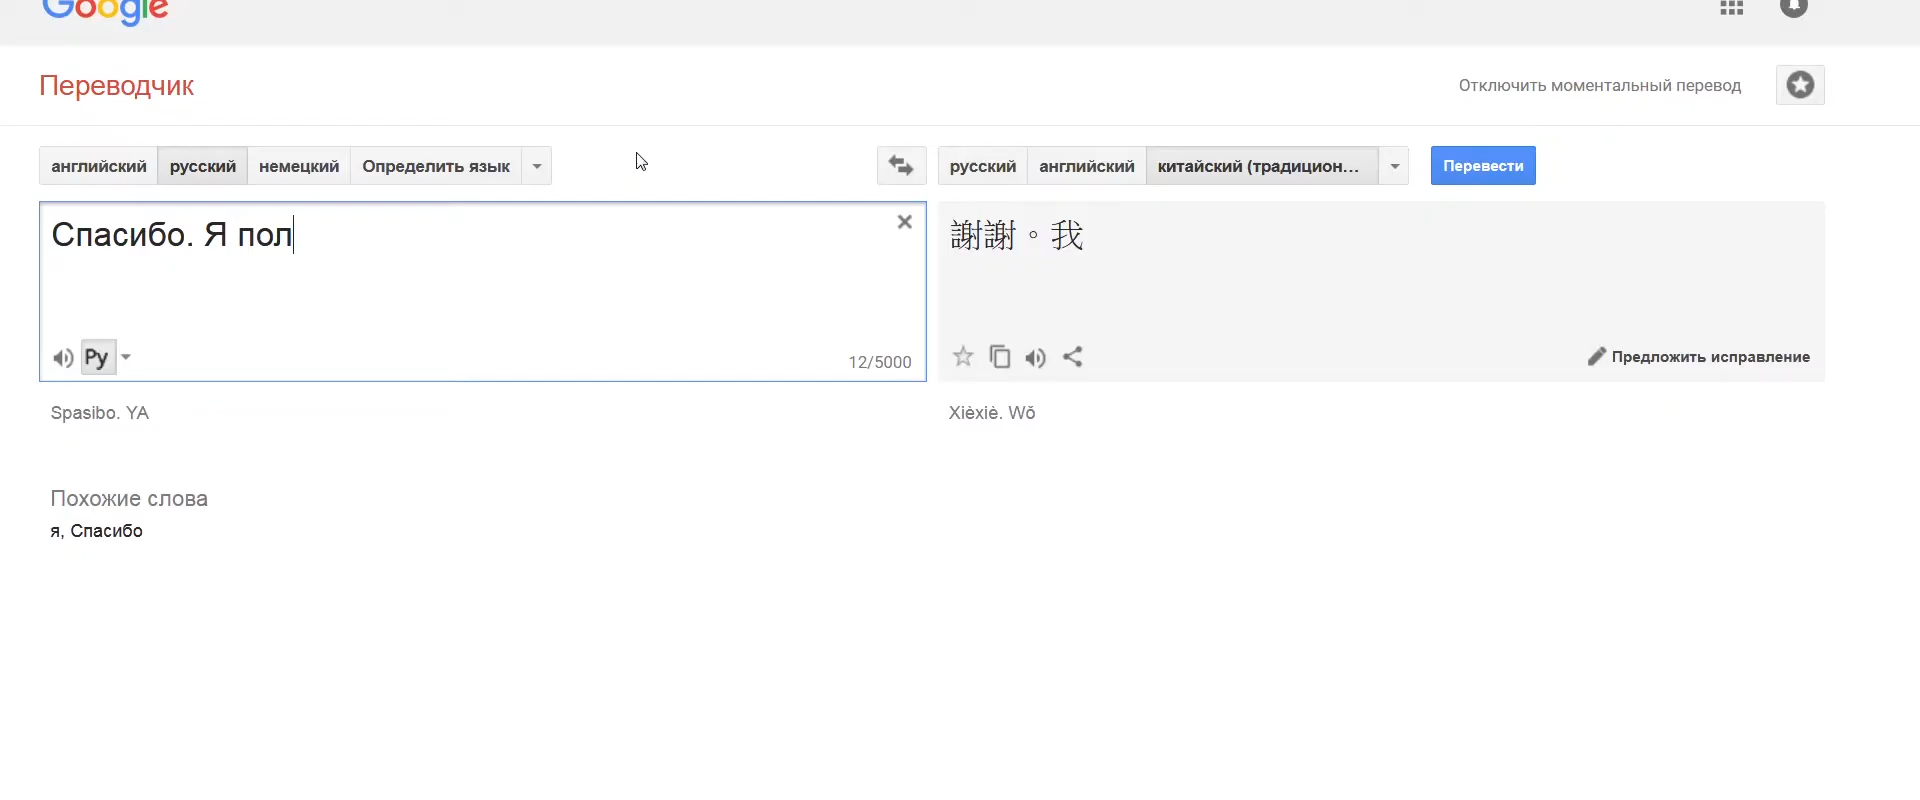 Google
Переводчик
Отключить моментальный перевод
английский русский немецкий Определить язык
русский английский китайский (традицион... Перевести
Спасибо. Я пол
謝謝。我
Ру
12/5000
Предложить исправление
Spasibo. YA
Xièxiè. Wǒ
Похожие слова
я, Спасибо